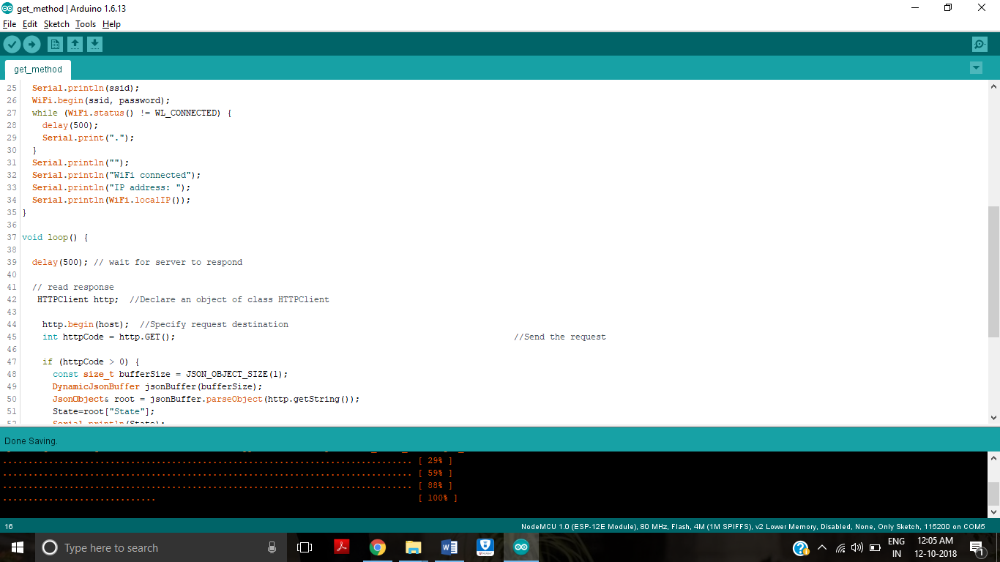 get_method | Arduino 1.6.13
File Edit Sketch Tools Help
get_method
25 Serial.println(ssid);
26 WiFi.begin(ssid, password);
27 while (WiFi.status() != WL_CONNECTED) {
28 delay(500);
29 Serial.print(".");
30 }
31 Serial.println("");
32 Serial.println("WiFi connected");
33 Serial.println("IP address: ");
34 Serial.println(WiFi.localIP());
35 }
36
37 void loop() {
38
39 delay(500); // wait for server to respond
40
41 // read response
42 HTTPClient http; //Declare an object of class HTTPClient
43
44 http.begin(host); //Specify request destination
45 int httpCode = http.GET(); //Send the request
46
47 if (httpCode > 0) {
48 const size_t bufferSize = JSON_OBJECT_SIZE(1);
49 DynamicJsonBuffer jsonBuffer(bufferSize);
50 JsonObject& root = jsonBuffer.parseObject(http.getString());
51 State=root["State"];
52 Serial.println(State);
Done Saving.
................................................................................ [ 29% ]
................................................................................ [ 59% ]
................................................................................ [ 88% ]
.............................. [ 100% ]
16 NodeMCU 1.0 (ESP-12E Module), 80 MHz, Flash, 4M (1M SPIFFS), v2 Lower Memory, Disabled, None, Only Sketch, 115200 on COM5
Type here to search
ENG
IN
12:05 AM
12-10-2018
1